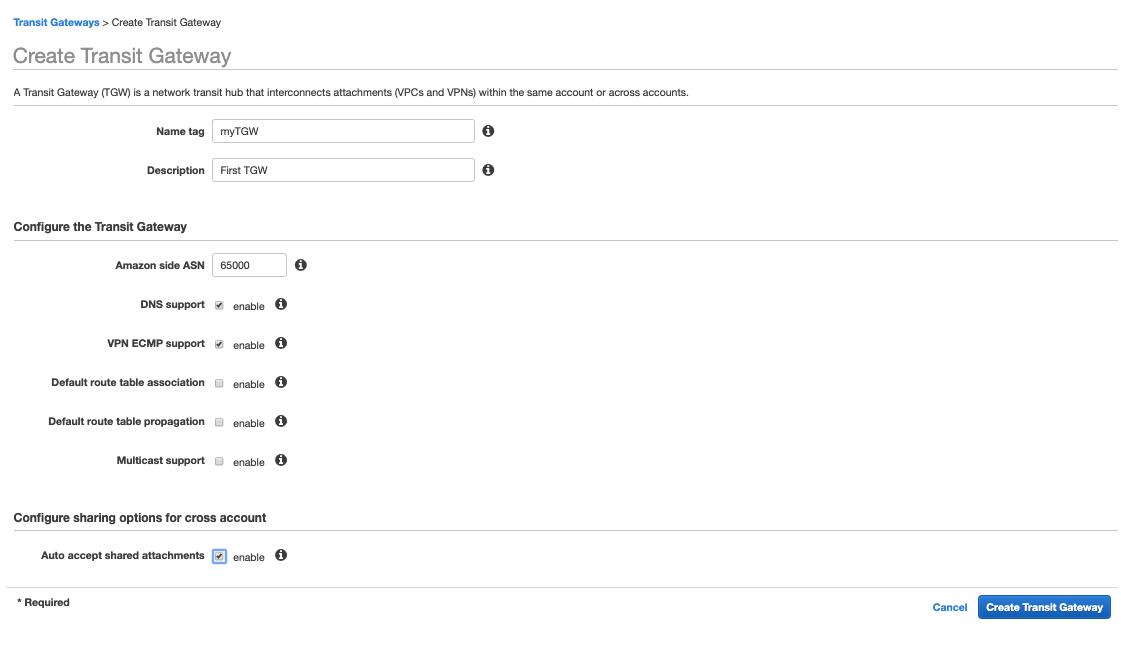 Transit Gateways > Create Transit Gateway
Create Transit Gateway
A Transit Gateway (TGW) is a network transit hub that interconnects attachments (VPCs and VPNs) within the same account or across accounts.
Name tag myTGW
Description First TGW
Configure the Transit Gateway
Amazon side ASN 65000
DNS support enable
VPN ECMP support enable
Default route table association enable
Default route table propagation enable
Multicast support enable
Configure sharing options for cross account
Auto accept shared attachments enable
* Required
Cancel Create Transit Gateway